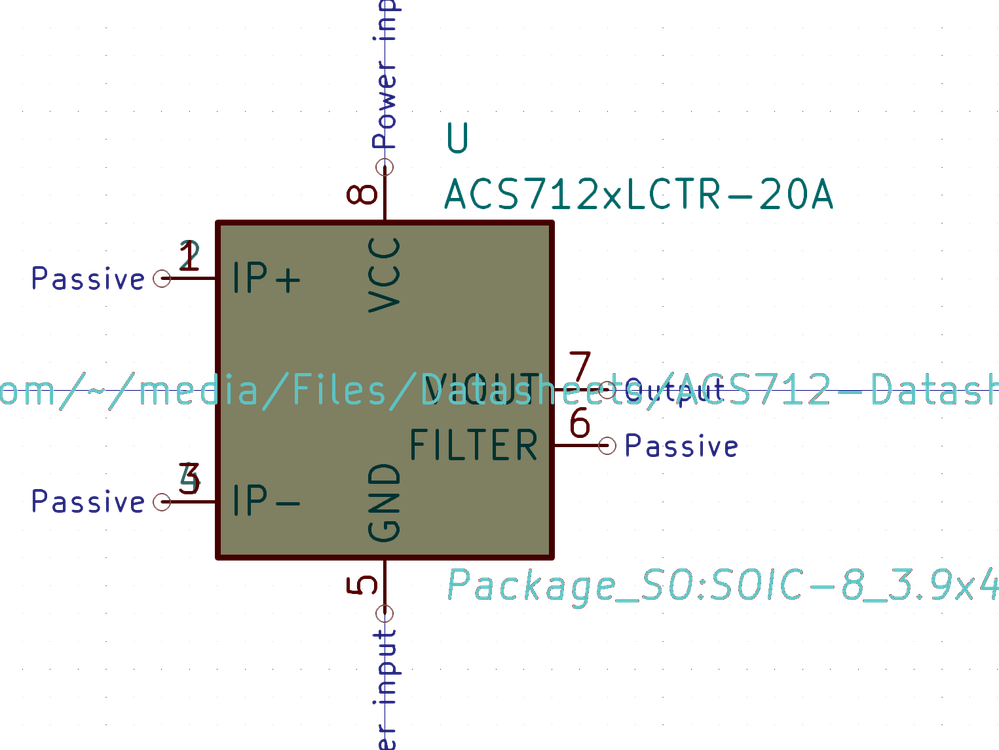 Power inp
U
8
ACS712xLCTR-20A
VCC
2
1
Passive
IP+
7
om/~/media/Files/Datasheets/ACS712-Datash
VIOUT
Output
6
FILTER
Passive
4
3
Passive
IP-
GND
5
Package_SO:SOIC-8_3.9x4
er input